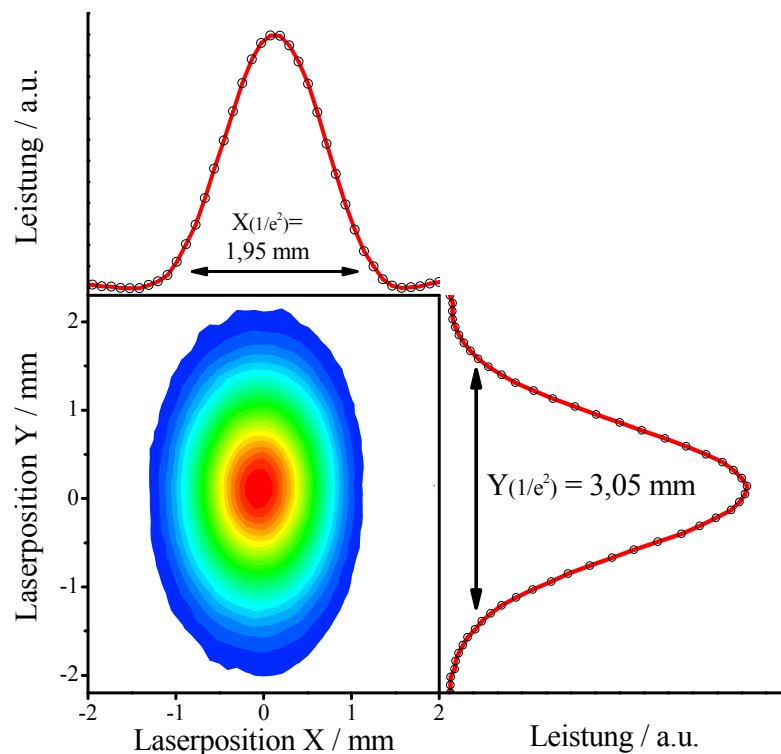 Leistung / a.u.
X(1/e²)=
1,95 mm
Laserposition Y / mm
2
1
0
-1
-2
Y(1/e²) = 3,05 mm
-2
-1
0
1
2
Laserposition X / mm
Leistung / a.u.